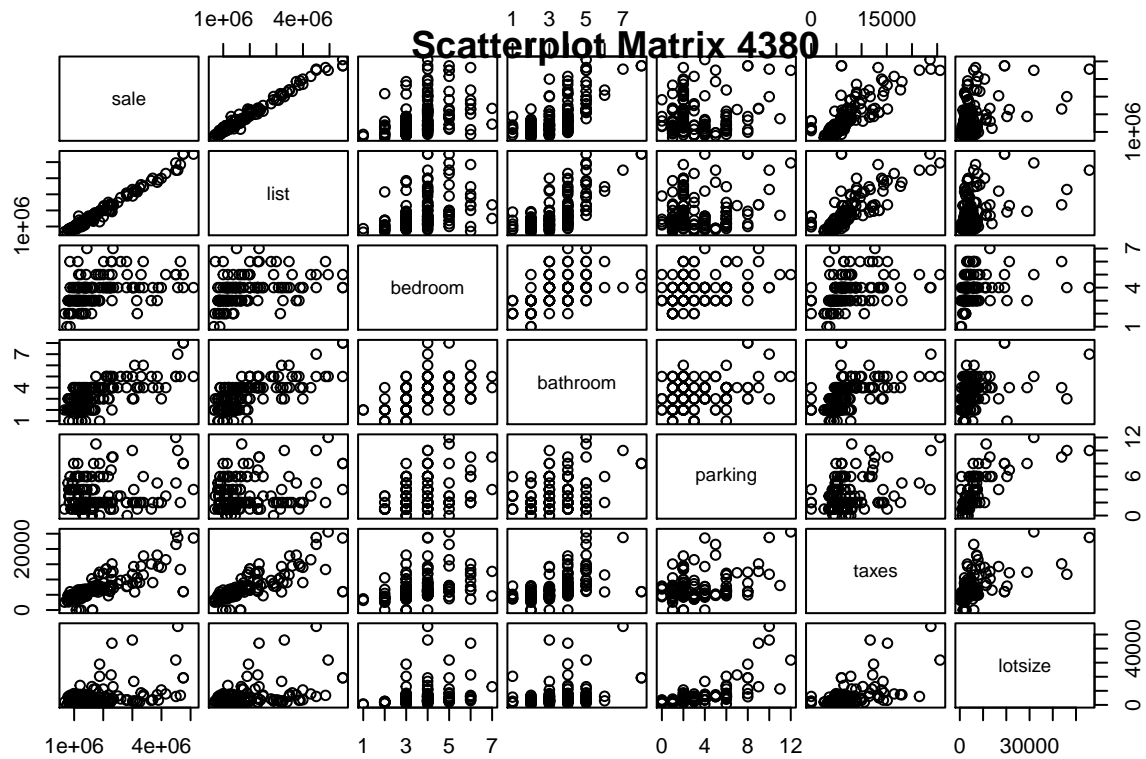 1e+06 4e+06 1 3 5 7 0 15000
Scatterplot Matrix 4380
sale
1e+06
list
1e+06
bedroom
1 4 7
bathroom
1 4 7
parking
0 6 12
taxes
0 20000
lotsize
0 40000
1e+06 4e+06 1 3 5 7 0 4 8 12 0 30000